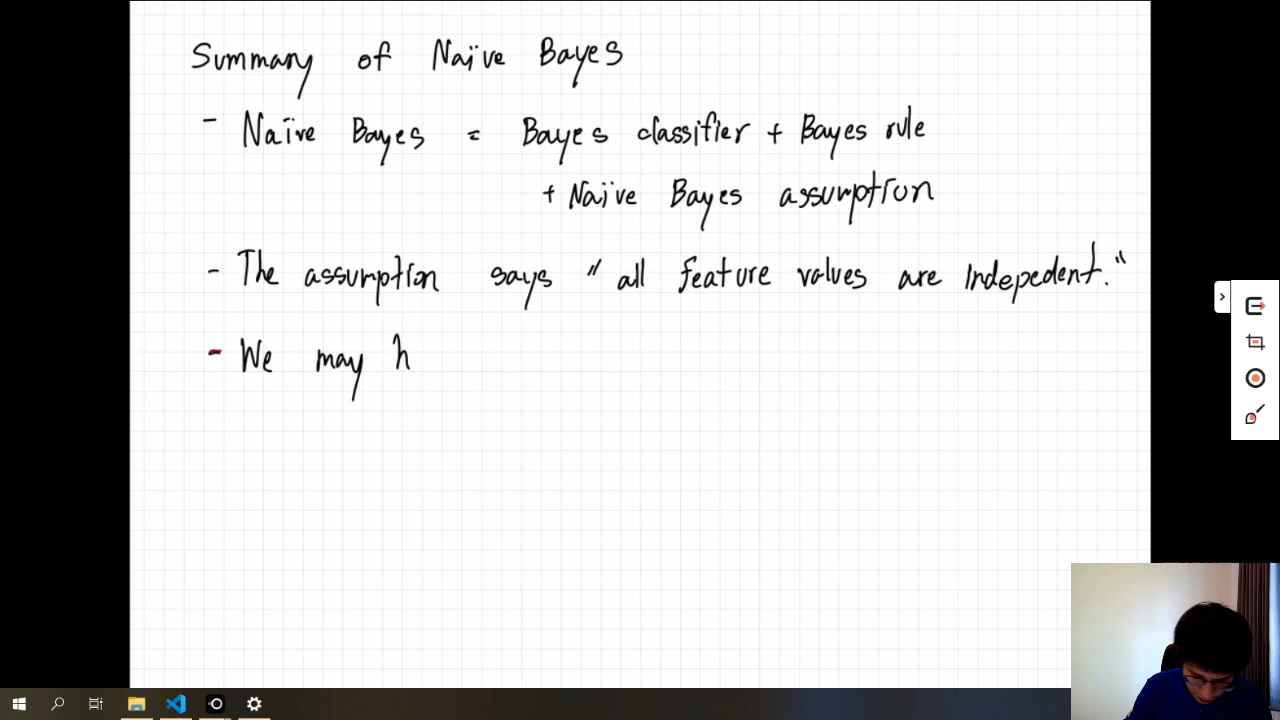 Summary of Naïve Bayes
- Naïve Bayes = Bayes classifier + Bayes rule
+ Naïve Bayes assumption
- The assumption says "all feature values are indepedent."
- We may h